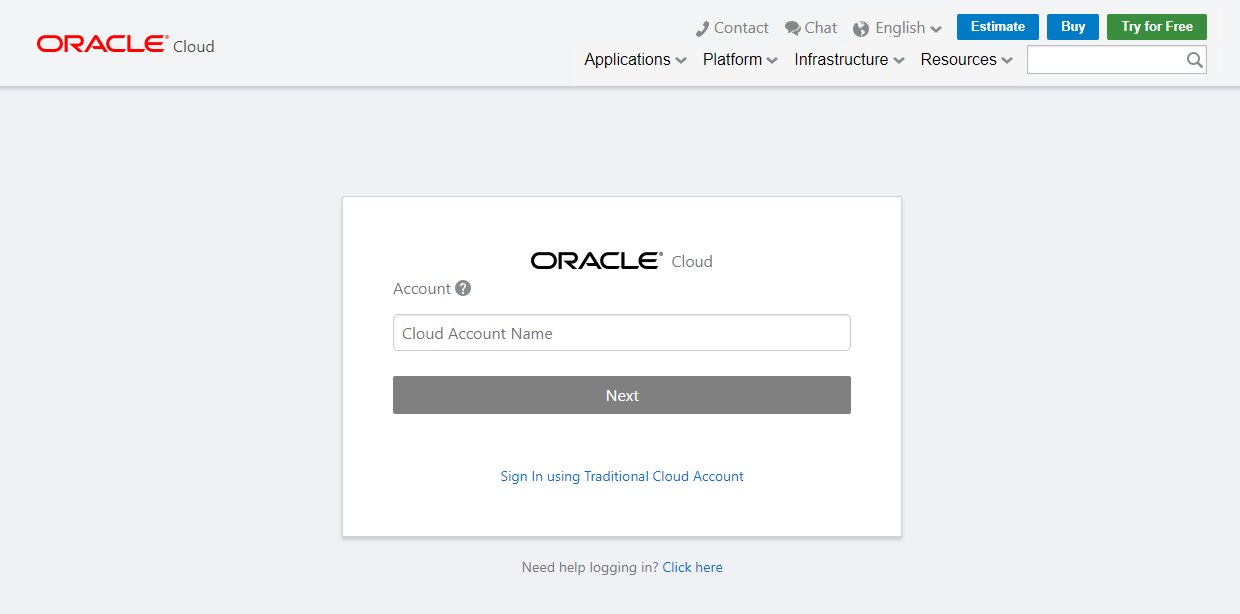 ORACLE® Cloud
Contact Chat English Estimate Buy Try for Free
Applications Platform Infrastructure Resources
ORACLE® Cloud
Account ?
Cloud Account Name
Next
Sign In using Traditional Cloud Account
Need help logging in? Click here